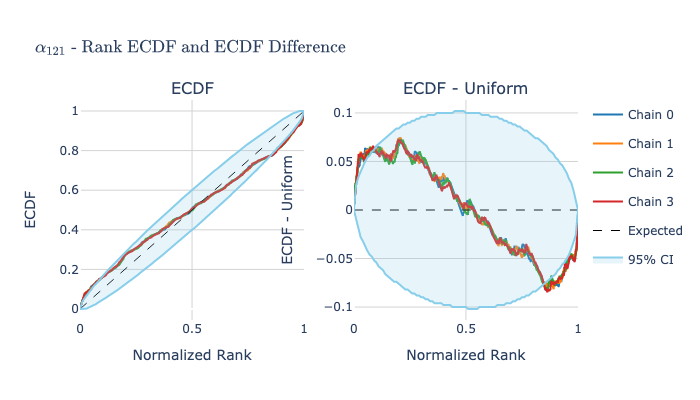 α₁₂₁ - Rank ECDF and ECDF Difference
ECDF
ECDF - Uniform
1
0.8
0.6
0.4
0.2
0
ECDF
0
0.5
1
Normalized Rank
0.1
0.05
0
−0.05
−0.1
ECDF - Uniform
0
0.5
1
Normalized Rank
Chain 0
Chain 1
Chain 2
Chain 3
Expected
95% CI